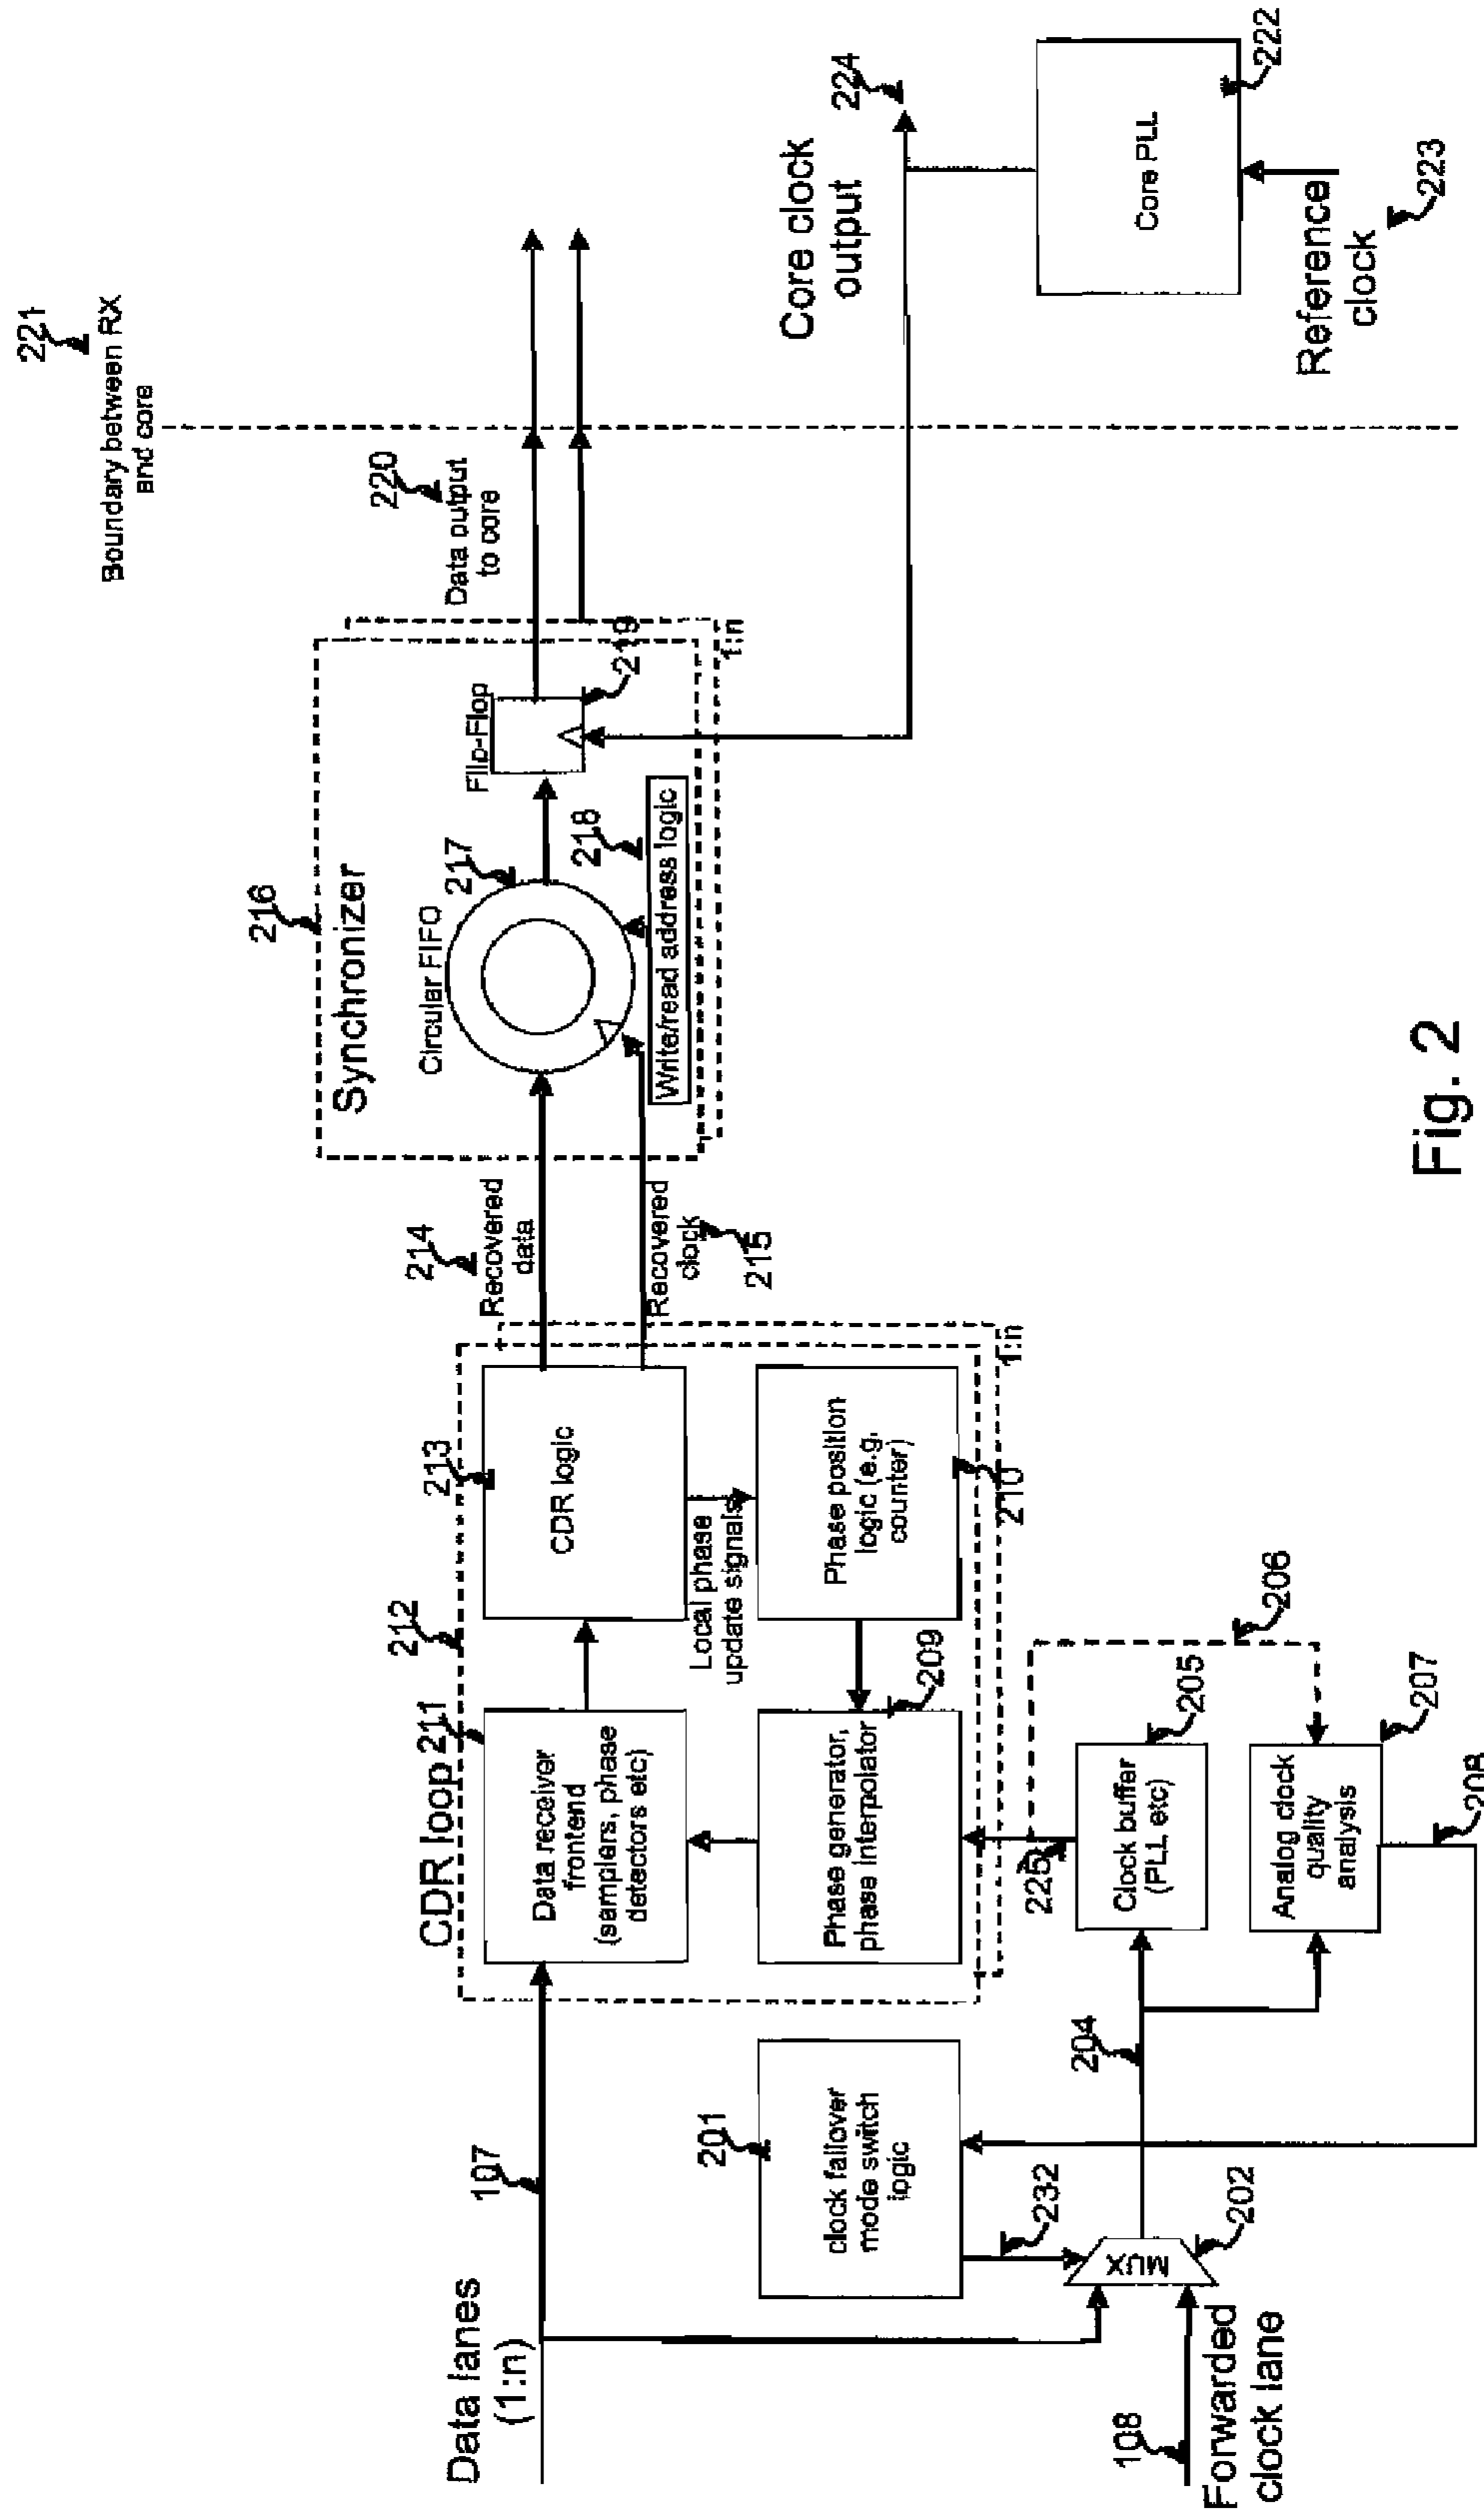 221
Boundary between RX
and core
216
Synchronizer
Circular FIFO
217
218
Write/read address logic
Flip-Flop
219
1:n
220
Data output
to core
Core clock
output
224
Core PLL
222
Reference
clock
223
214
Recovered
data
Recovered
clock
215
CDR loop
211
212
213
Data receiver
frontend
(samplers, phase
detectors etc)
CDR logic
Local phase
update signals
Phase generator,
phase interpolator
209
Phase position
logic (e.g.
counter)
210
1:n
Data lanes
(1:n)
107
201
clock failover
mode switch
logic
232
MUX
202
204
225
Clock buffer
(PLL etc)
205
206
Analog clock
quality
analysis
207
208
108
Forwarded
clock lane
Fig. 2